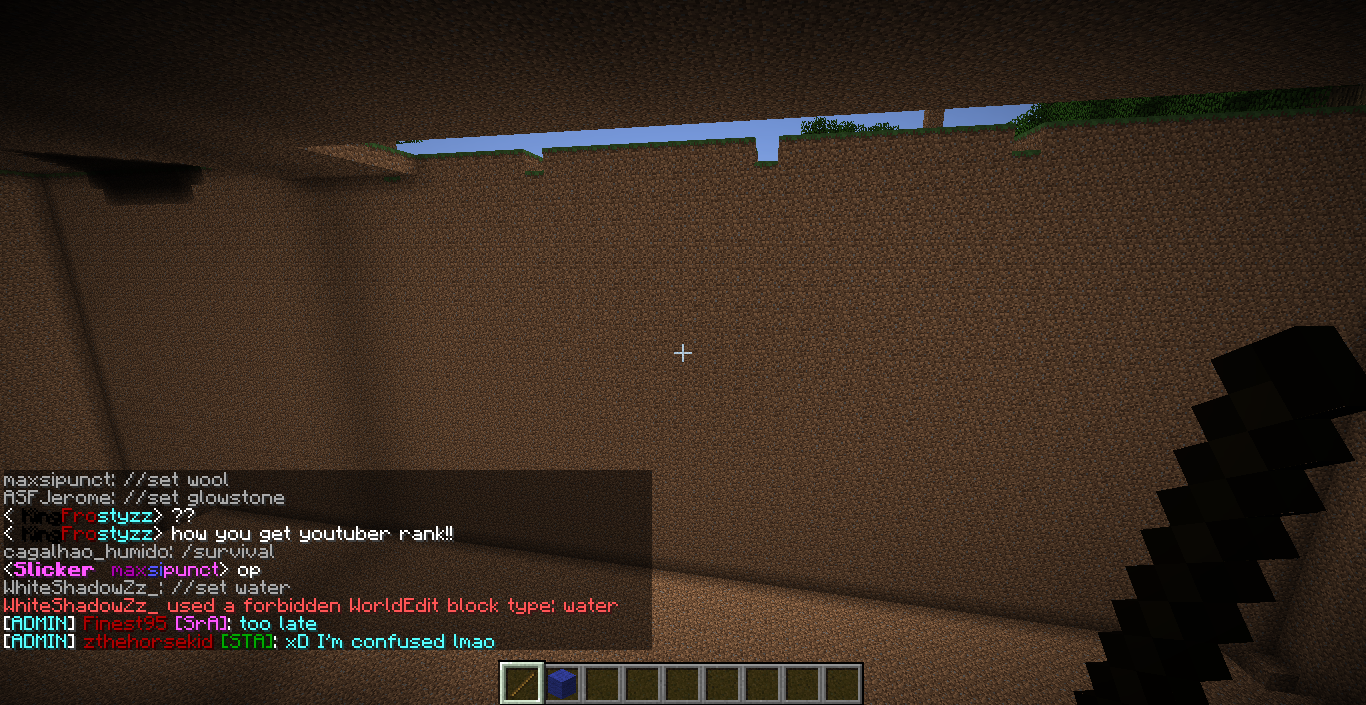 maxsipunct: //set wool
ASFJerome: //set glowstone
< KingFrostyzz> ??
< KingFrostyzz> how you get youtuber rank!!
cagalhao_humido: /survival
<Slicker maxsipunct> op
WhiteShadowZz_: //set water
WhiteShadowZz_ used a forbidden WorldEdit block type: water
[ADMIN] Finest95 [SrA]: too late
[ADMIN] zthehorsekid [STA]: xD I'm confused lmao